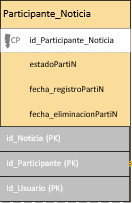 Participante_Noticia
CP id_Participante_Noticia
estadoPartiN
fecha_registroPartiN
fecha_eliminacionPartiN
id_Noticia (PK)
id_Participante (PK)
id_Usuario (PK)